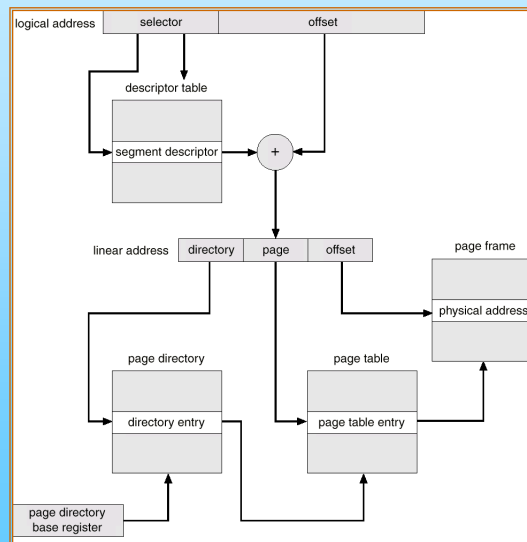 logical address
selector
offset
descriptor table
segment descriptor
+
linear address
directory
page
offset
page frame
physical address
page directory
page table
directory entry
page table entry
page directory
base register